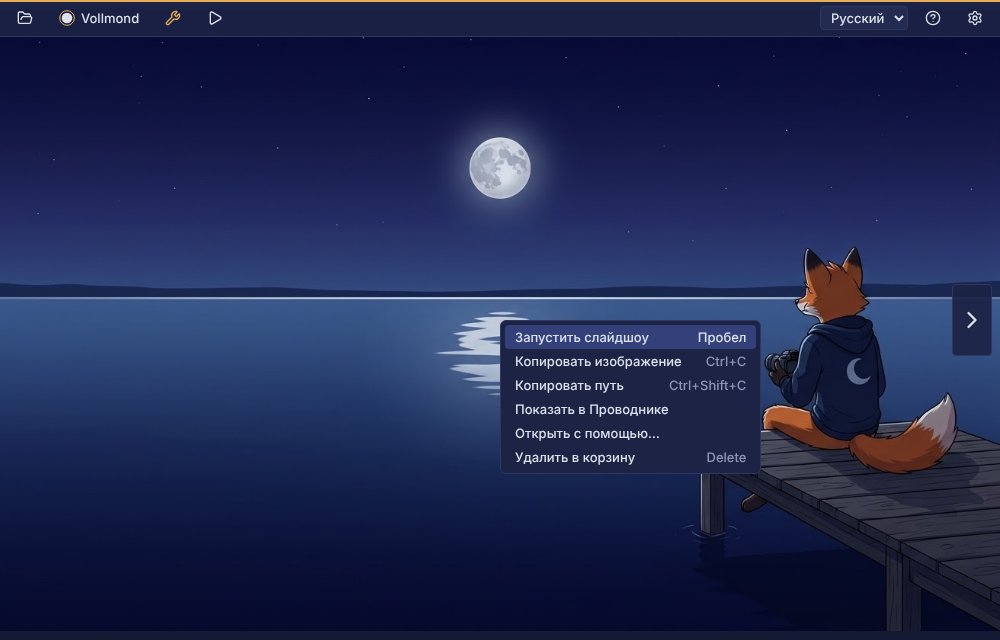 Vollmond
Русский
Запустить слайдшоу Пробел
Копировать изображение Ctrl+C
Копировать путь Ctrl+Shift+C
Показать в Проводнике
Открыть с помощью...
Удалить в корзину Delete